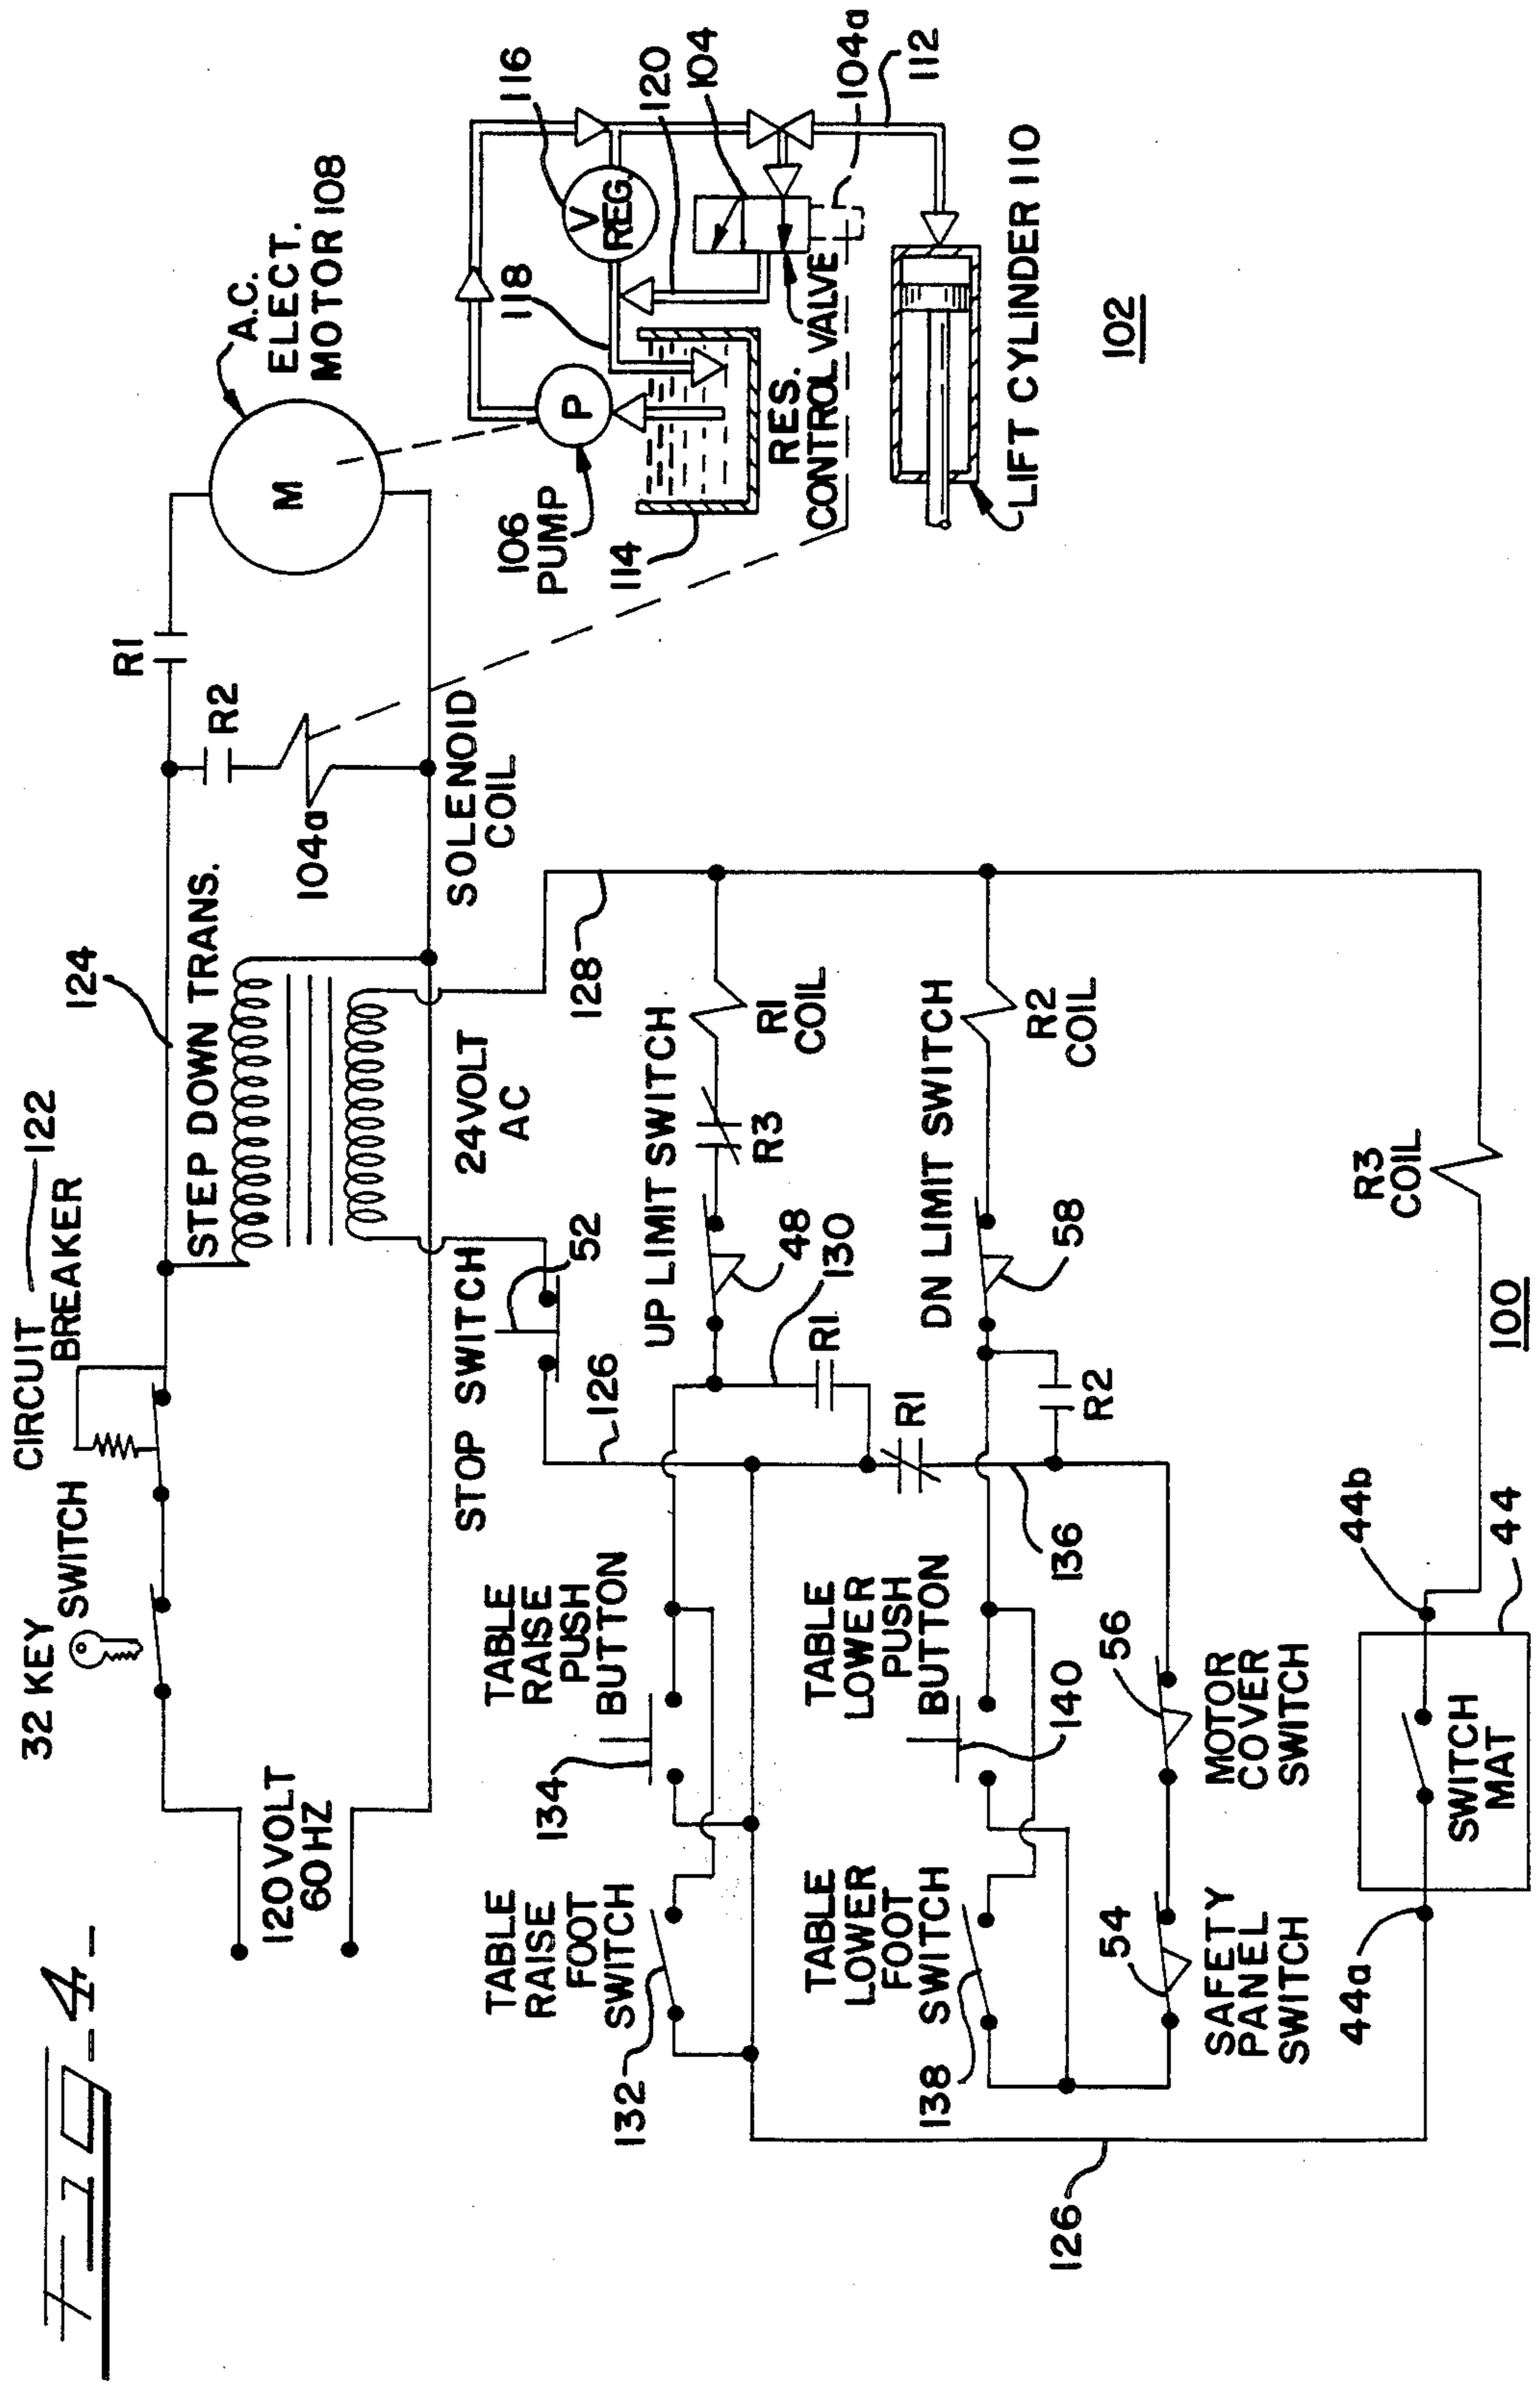 Fig-4-
32 KEY
SWITCH
CIRCUIT
BREAKER
122
124
120 VOLT
60 HZ
STEP DOWN TRANS.
24 VOLT
AC
R1
R2
104a
SOLENOID
COIL
A.C.
ELECT.
MOTOR 108
M
106
PUMP
P
114
118
116
V
REG.
120
104
104a
112
RES.
CONTROL VALVE
LIFT CYLINDER 110
102
STOP SWITCH
52
126
128
TABLE
RAISE
FOOT
SWITCH
132
TABLE
RAISE
PUSH
BUTTON
134
UP LIMIT SWITCH
48
130
R1
R3
R1
COIL
R1
136
TABLE
LOWER
FOOT
SWITCH
138
TABLE
LOWER
PUSH
BUTTON
140
DN LIMIT SWITCH
58
R2
R2
COIL
54
SAFETY
PANEL
SWITCH
56
MOTOR
COVER
SWITCH
126
44a
SWITCH
MAT
44b
44
R3
COIL
100